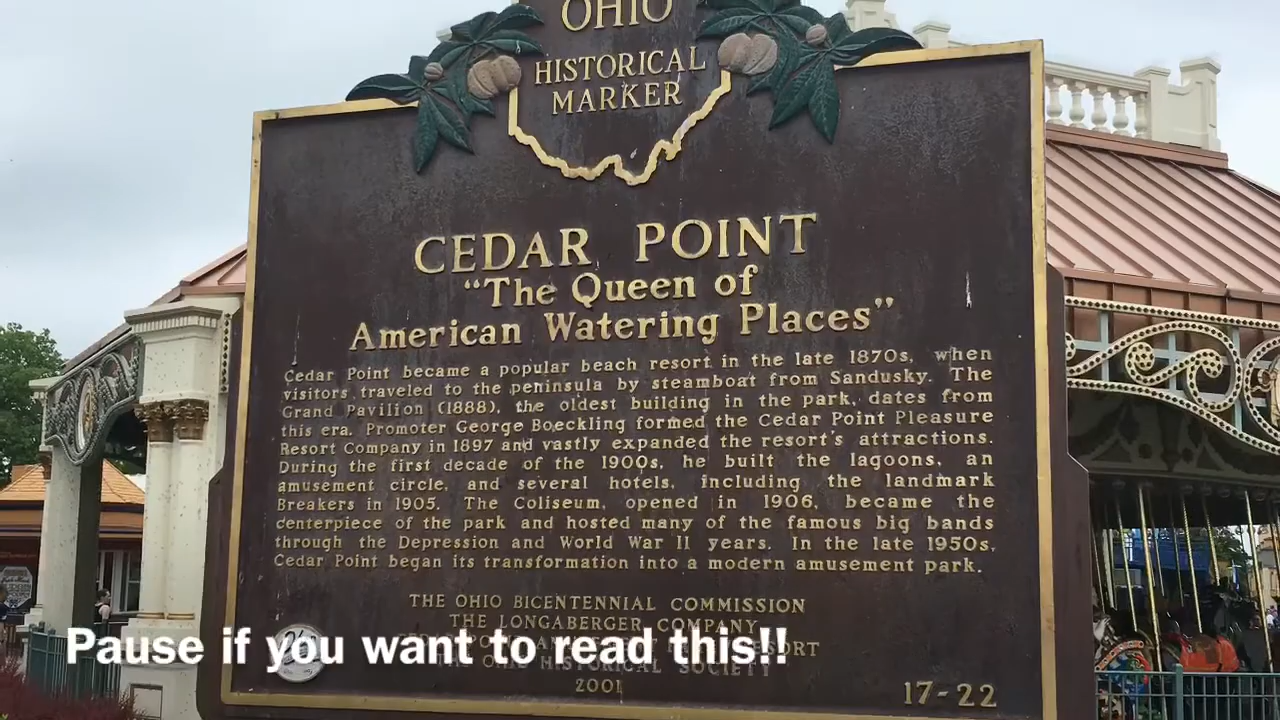 OHIO
HISTORICAL
MARKER
CEDAR POINT
"The Queen of
American Watering Places"
Cedar Point became a popular beach resort in the late 1870s, when
visitors traveled to the peninsula by steamboat from Sandusky. The
Grand Pavilion (1888), the oldest building in the park, dates from
this era. Promoter George Boeckling formed the Cedar Point Pleasure
Resort Company in 1897 and vastly expanded the resort's attractions.
During the first decade of the 1900s, he built the lagoons, an
amusement circle, and several hotels, including the landmark
Breakers in 1905. The Coliseum, opened in 1906, became the
centerpiece of the park and hosted many of the famous big bands
through the Depression and World War II years. In the late 1950s,
Cedar Point began its transformation into a modern amusement park.
THE OHIO BICENTENNIAL COMMISSION
THE LONGABERGER COMPANY
Pause if you want to read this!!
THE OHIO HISTORICAL SOCIETY
2001
17-22